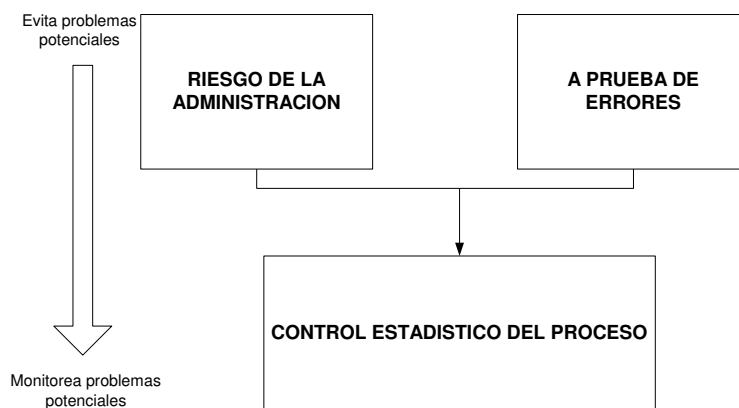 Evita problemas
potenciales
RIESGO DE LA
ADMINISTRACION
A PRUEBA DE
ERRORES
CONTROL ESTADISTICO DEL PROCESO
Monitorea problemas
potenciales